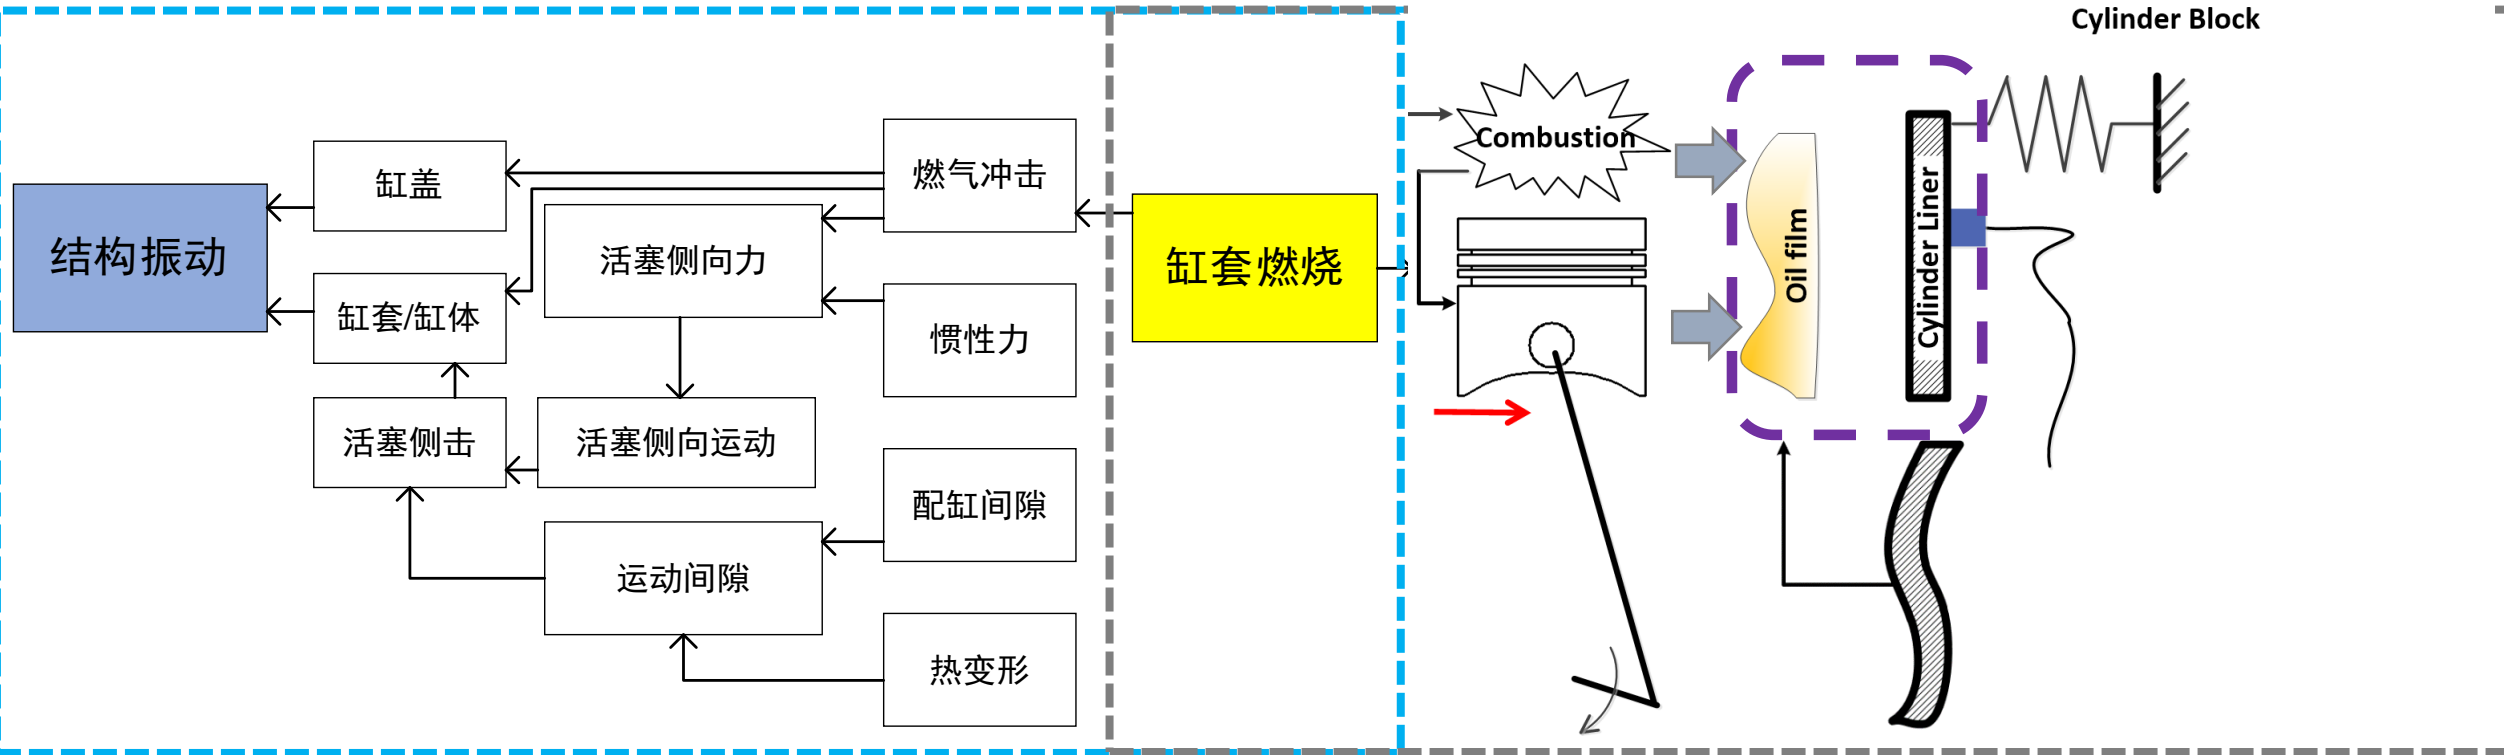 Cylinder Block
燃气冲击
缸盖
Combustion
结构振动
活塞侧向力
缸套燃烧
Oil film
Cylinder Liner
缸套/缸体
惯性力
活塞侧击
活塞侧向运动
配缸间隙
运动间隙
热变形